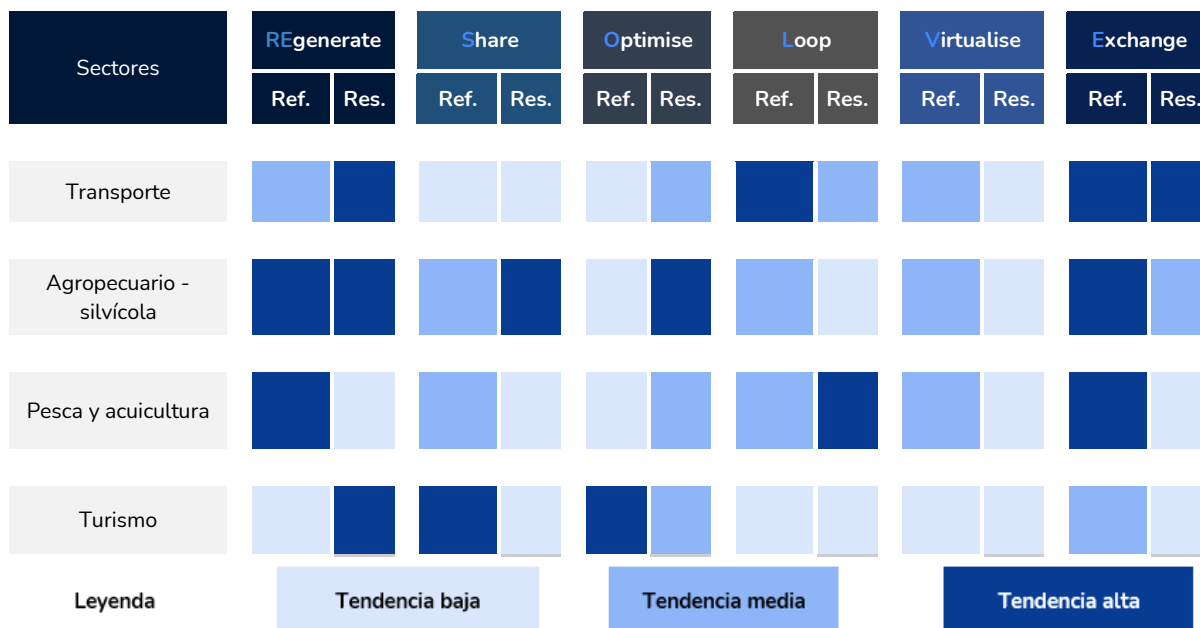 Sectores
REgenerate
Share
Optimise
Loop
Virtualise
Exchange
Ref.
Res.
Ref.
Res.
Ref.
Res.
Ref.
Res.
Ref.
Res.
Ref.
Res.
Transporte
Agropecuario -
silvícola
Pesca y acuicultura
Turismo
Leyenda
Tendencia baja
Tendencia media
Tendencia alta